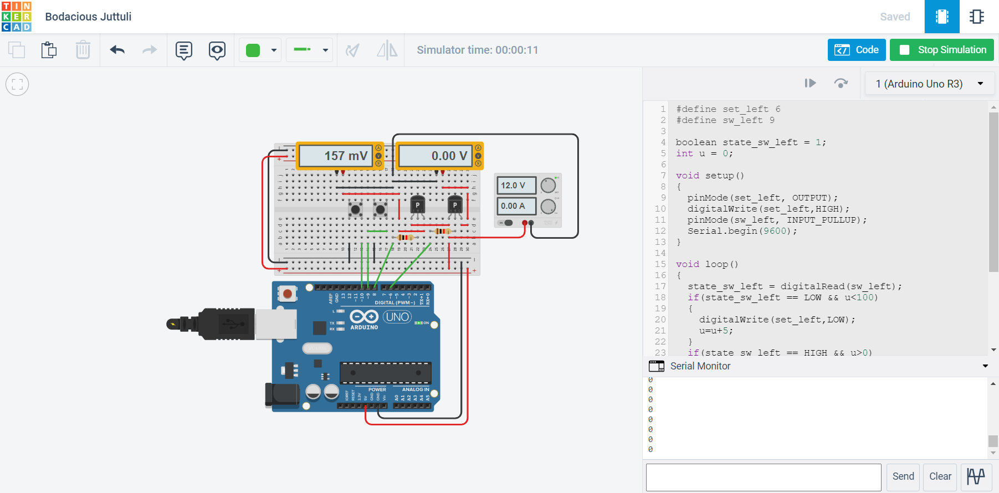 TIN
KER
CAD
Bodacious Juttuli
Saved
Simulator time: 00:00:11
Code
Stop Simulation
1 (Arduino Uno R3)
157 mV
A
V
R
0.00 V
A
V
R
12.0 V
0.00 A
P
P
AREF
GND
13
12
~11
~10
~9
8
7
~6
~5
4
~3
2
TX→1
RX←0
DIGITAL (PWM~)
L
TX
RX
ARDUINO
UNO
ON
POWER
ANALOG IN
IOREF
RESET
3.3V
5V
GND
GND
Vin
A0
A1
A2
A3
A4
A5
1 #define set_left 6
2 #define sw_left 9
3
4 boolean state_sw_left = 1;
5 int u = 0;
6
7 void setup()
8 {
9 pinMode(set_left, OUTPUT);
10 digitalWrite(set_left,HIGH);
11 pinMode(sw_left, INPUT_PULLUP);
12 Serial.begin(9600);
13 }
14
15 void loop()
16 {
17 state_sw_left = digitalRead(sw_left);
18 if(state_sw_left == LOW && u<100)
19 {
20 digitalWrite(set_left,LOW);
21 u=u+5;
22 }
23 if(state_sw_left == HIGH && u>0)
Serial Monitor
0
0
0
0
0
0
0
0
Send
Clear